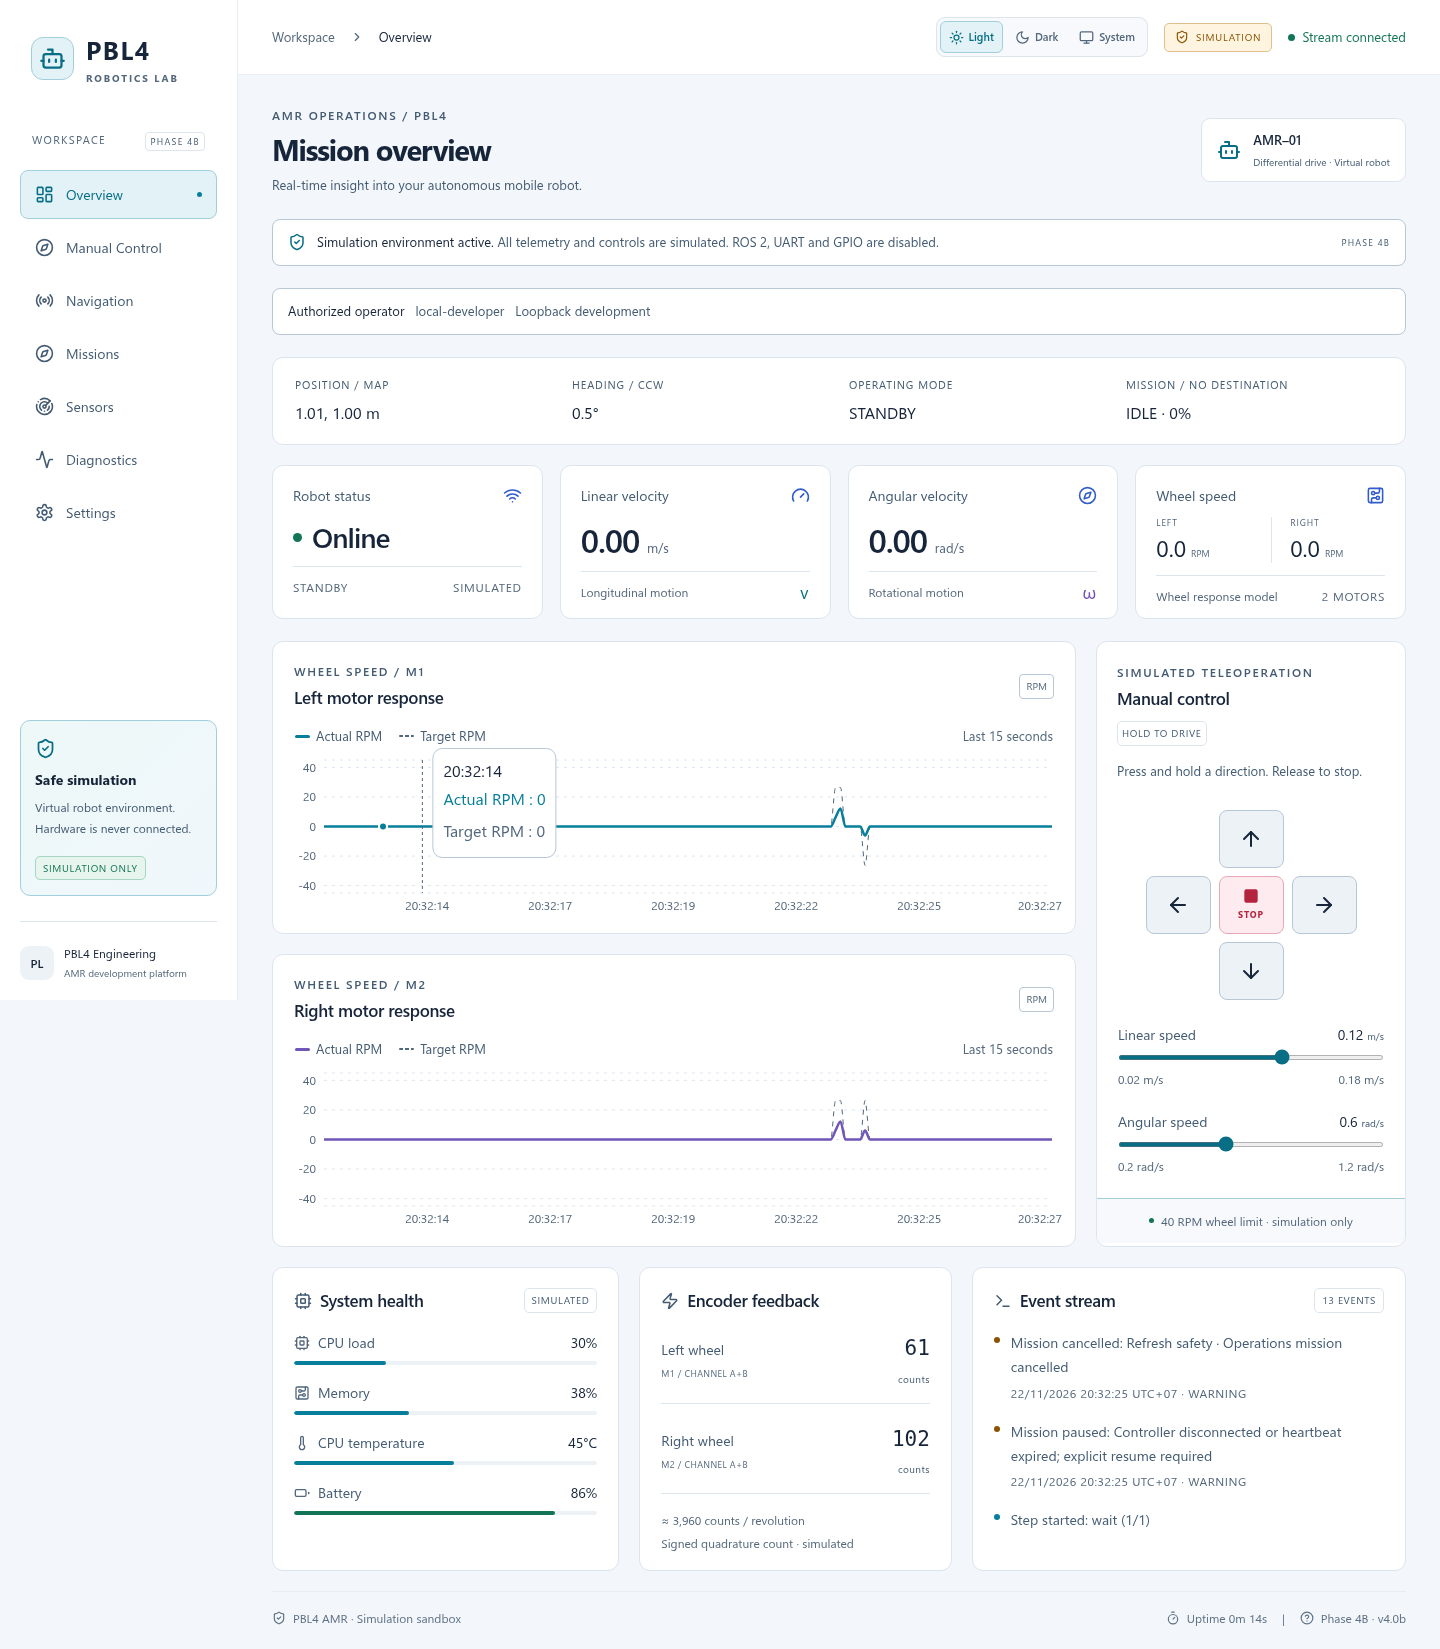 PBL4
ROBOTICS LAB
WORKSPACE
PHASE 4B
Overview
Manual Control
Navigation
Missions
Sensors
Diagnostics
Settings
Safe simulation
Virtual robot environment.
Hardware is never connected.
SIMULATION ONLY
PL
PBL4 Engineering
AMR development platform
Workspace > Overview
Light
Dark
System
SIMULATION
Stream connected
AMR OPERATIONS / PBL4
Mission overview
Real-time insight into your autonomous mobile robot.
AMR–01
Differential drive · Virtual robot
Simulation environment active. All telemetry and controls are simulated. ROS 2, UART and GPIO are disabled.
PHASE 4B
Authorized operator local-developer Loopback development
POSITION / MAP
1.01, 1.00 m
HEADING / CCW
0.5°
OPERATING MODE
STANDBY
MISSION / NO DESTINATION
IDLE · 0%
Robot status
Online
STANDBY
SIMULATED
Linear velocity
0.00 m/s
Longitudinal motion
v
Angular velocity
0.00 rad/s
Rotational motion
ω
Wheel speed
LEFT
0.0 RPM
RIGHT
0.0 RPM
Wheel response model
2 MOTORS
WHEEL SPEED / M1
Left motor response
RPM
Actual RPM
Target RPM
Last 15 seconds
40
20
0
-20
-40
20:32:14
Actual RPM : 0
Target RPM : 0
20:32:14
20:32:17
20:32:19
20:32:22
20:32:25
20:32:27
WHEEL SPEED / M2
Right motor response
RPM
Actual RPM
Target RPM
Last 15 seconds
40
20
0
-20
-40
20:32:14
20:32:17
20:32:19
20:32:22
20:32:25
20:32:27
SIMULATED TELEOPERATION
Manual control
HOLD TO DRIVE
Press and hold a direction. Release to stop.
STOP
Linear speed
0.12 m/s
0.02 m/s
0.18 m/s
Angular speed
0.6 rad/s
0.2 rad/s
1.2 rad/s
40 RPM wheel limit · simulation only
System health
SIMULATED
CPU load
30%
Memory
38%
CPU temperature
45°C
Battery
86%
Encoder feedback
Left wheel
M1 / CHANNEL A+B
61
counts
Right wheel
M2 / CHANNEL A+B
102
counts
≈ 3,960 counts / revolution
Signed quadrature count · simulated
Event stream
13 EVENTS
Mission cancelled: Refresh safety · Operations mission
cancelled
22/11/2026 20:32:25 UTC+07 · WARNING
Mission paused: Controller disconnected or heartbeat
expired; explicit resume required
22/11/2026 20:32:25 UTC+07 · WARNING
Step started: wait (1/1)
PBL4 AMR · Simulation sandbox
Uptime 0m 14s | Phase 4B · v4.0b